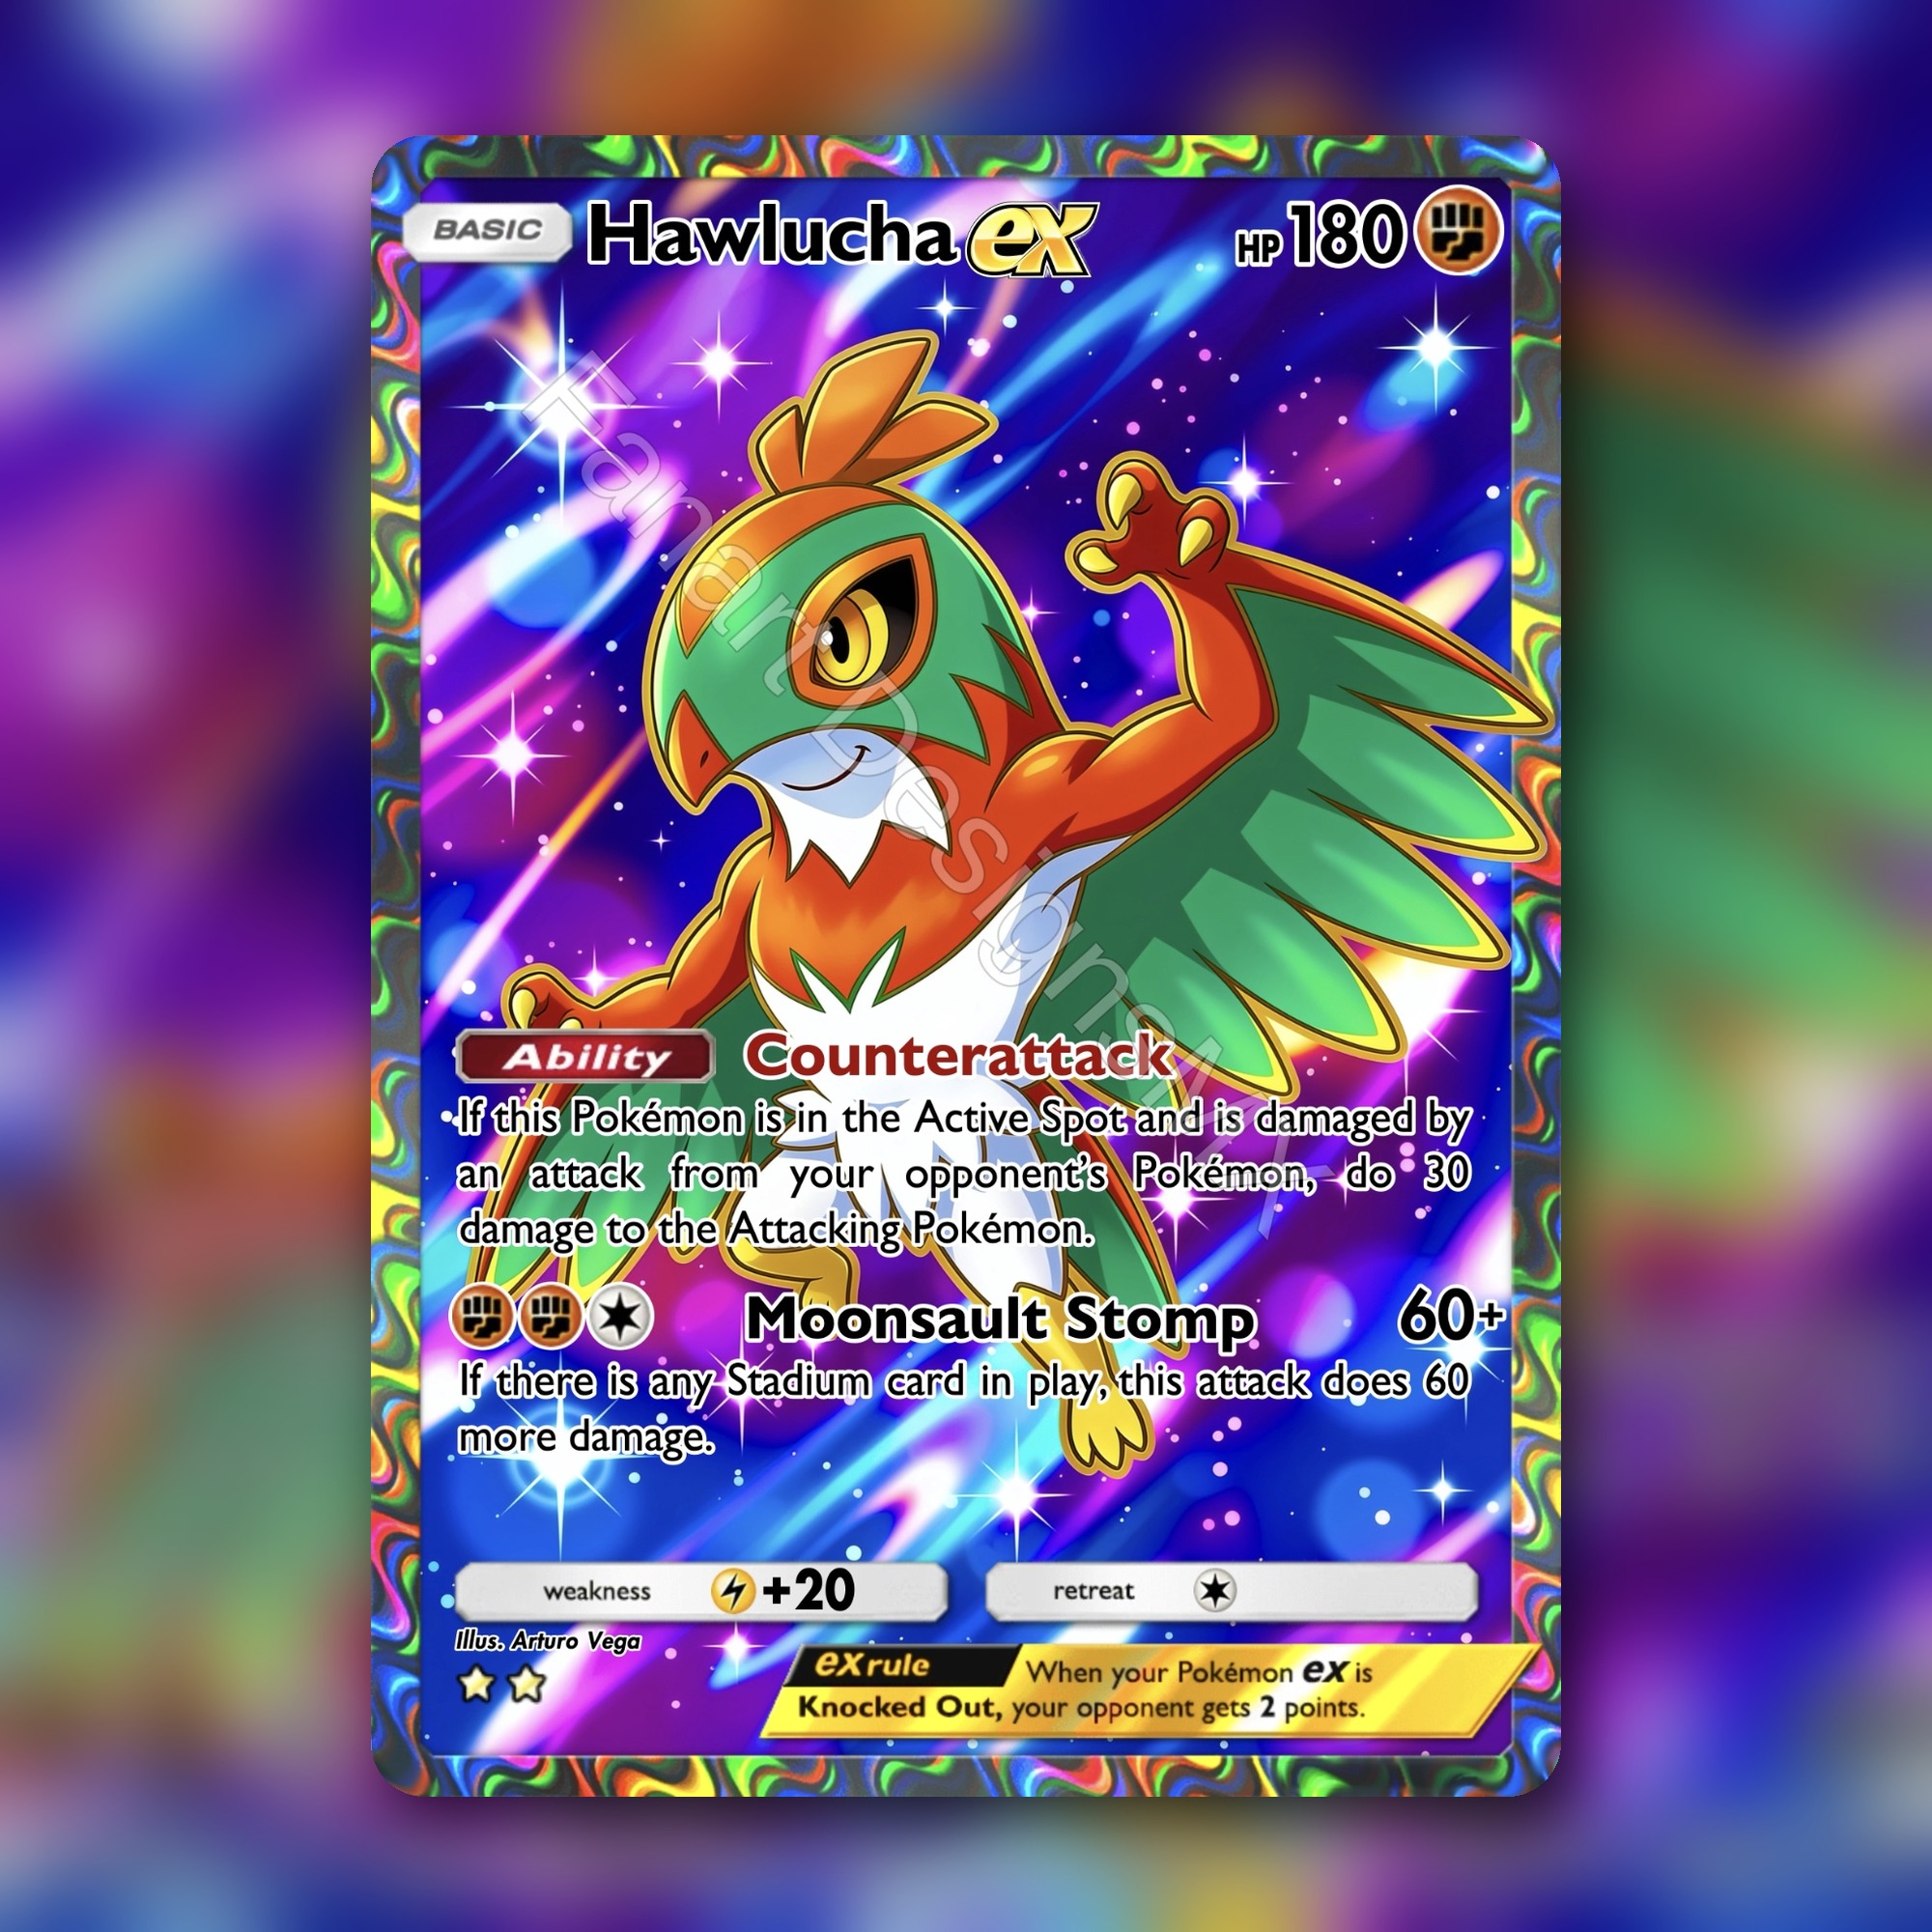 BASIC Hawlucha ex HP 180
Fanart DesignsMX
Ability Counterattack
If this Pokémon is in the Active Spot and is damaged by
an attack from your opponent's Pokémon, do 30
damage to the Attacking Pokémon.
Moonsault Stomp 60+
If there is any Stadium card in play, this attack does 60
more damage.
weakness +20 retreat
Illus. Arturo Vega
ex rule When your Pokémon ex is
Knocked Out, your opponent gets 2 points.